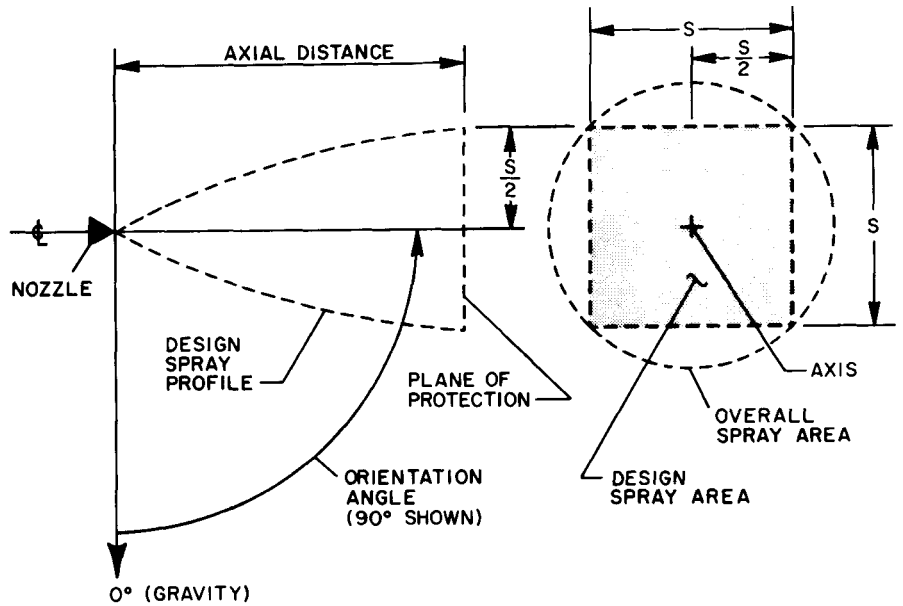 S
AXIAL DISTANCE
S
2
S
2
S
℄
NOZZLE
DESIGN
SPRAY
PROFILE
PLANE OF
PROTECTION
AXIS
OVERALL
SPRAY AREA
ORIENTATION
ANGLE
(90° SHOWN)
DESIGN
SPRAY AREA
0° (GRAVITY)